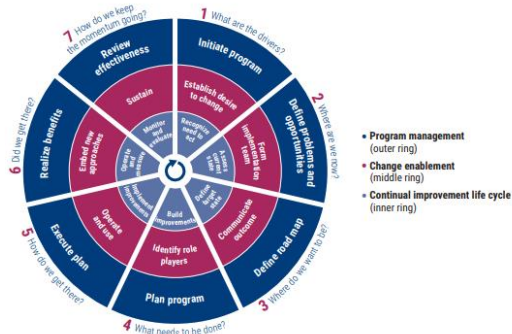 1 What are the drivers?
Initiate program
Establish desire
to change
Recognize
need to
act
2 Where are we now?
Define problems and
opportunities
Form
implementation
team
Assess
current
state
3 Where do we want to be?
Define road map
Communicate
outcome
Define
target
state
4 What needs to be done?
Plan program
Identify role
players
Build
improvements
5 How do we get there?
Execute plan
Operate
and use
Implement
improvements
6 Did we get there?
Realize benefits
Embed new
approaches
Operate
and
measure
7 How do we keep
the momentum going?
Review
effectiveness
Sustain
Monitor
and
evaluate
• Program management
(outer ring)
• Change enablement
(middle ring)
• Continual improvement life cycle
(inner ring)